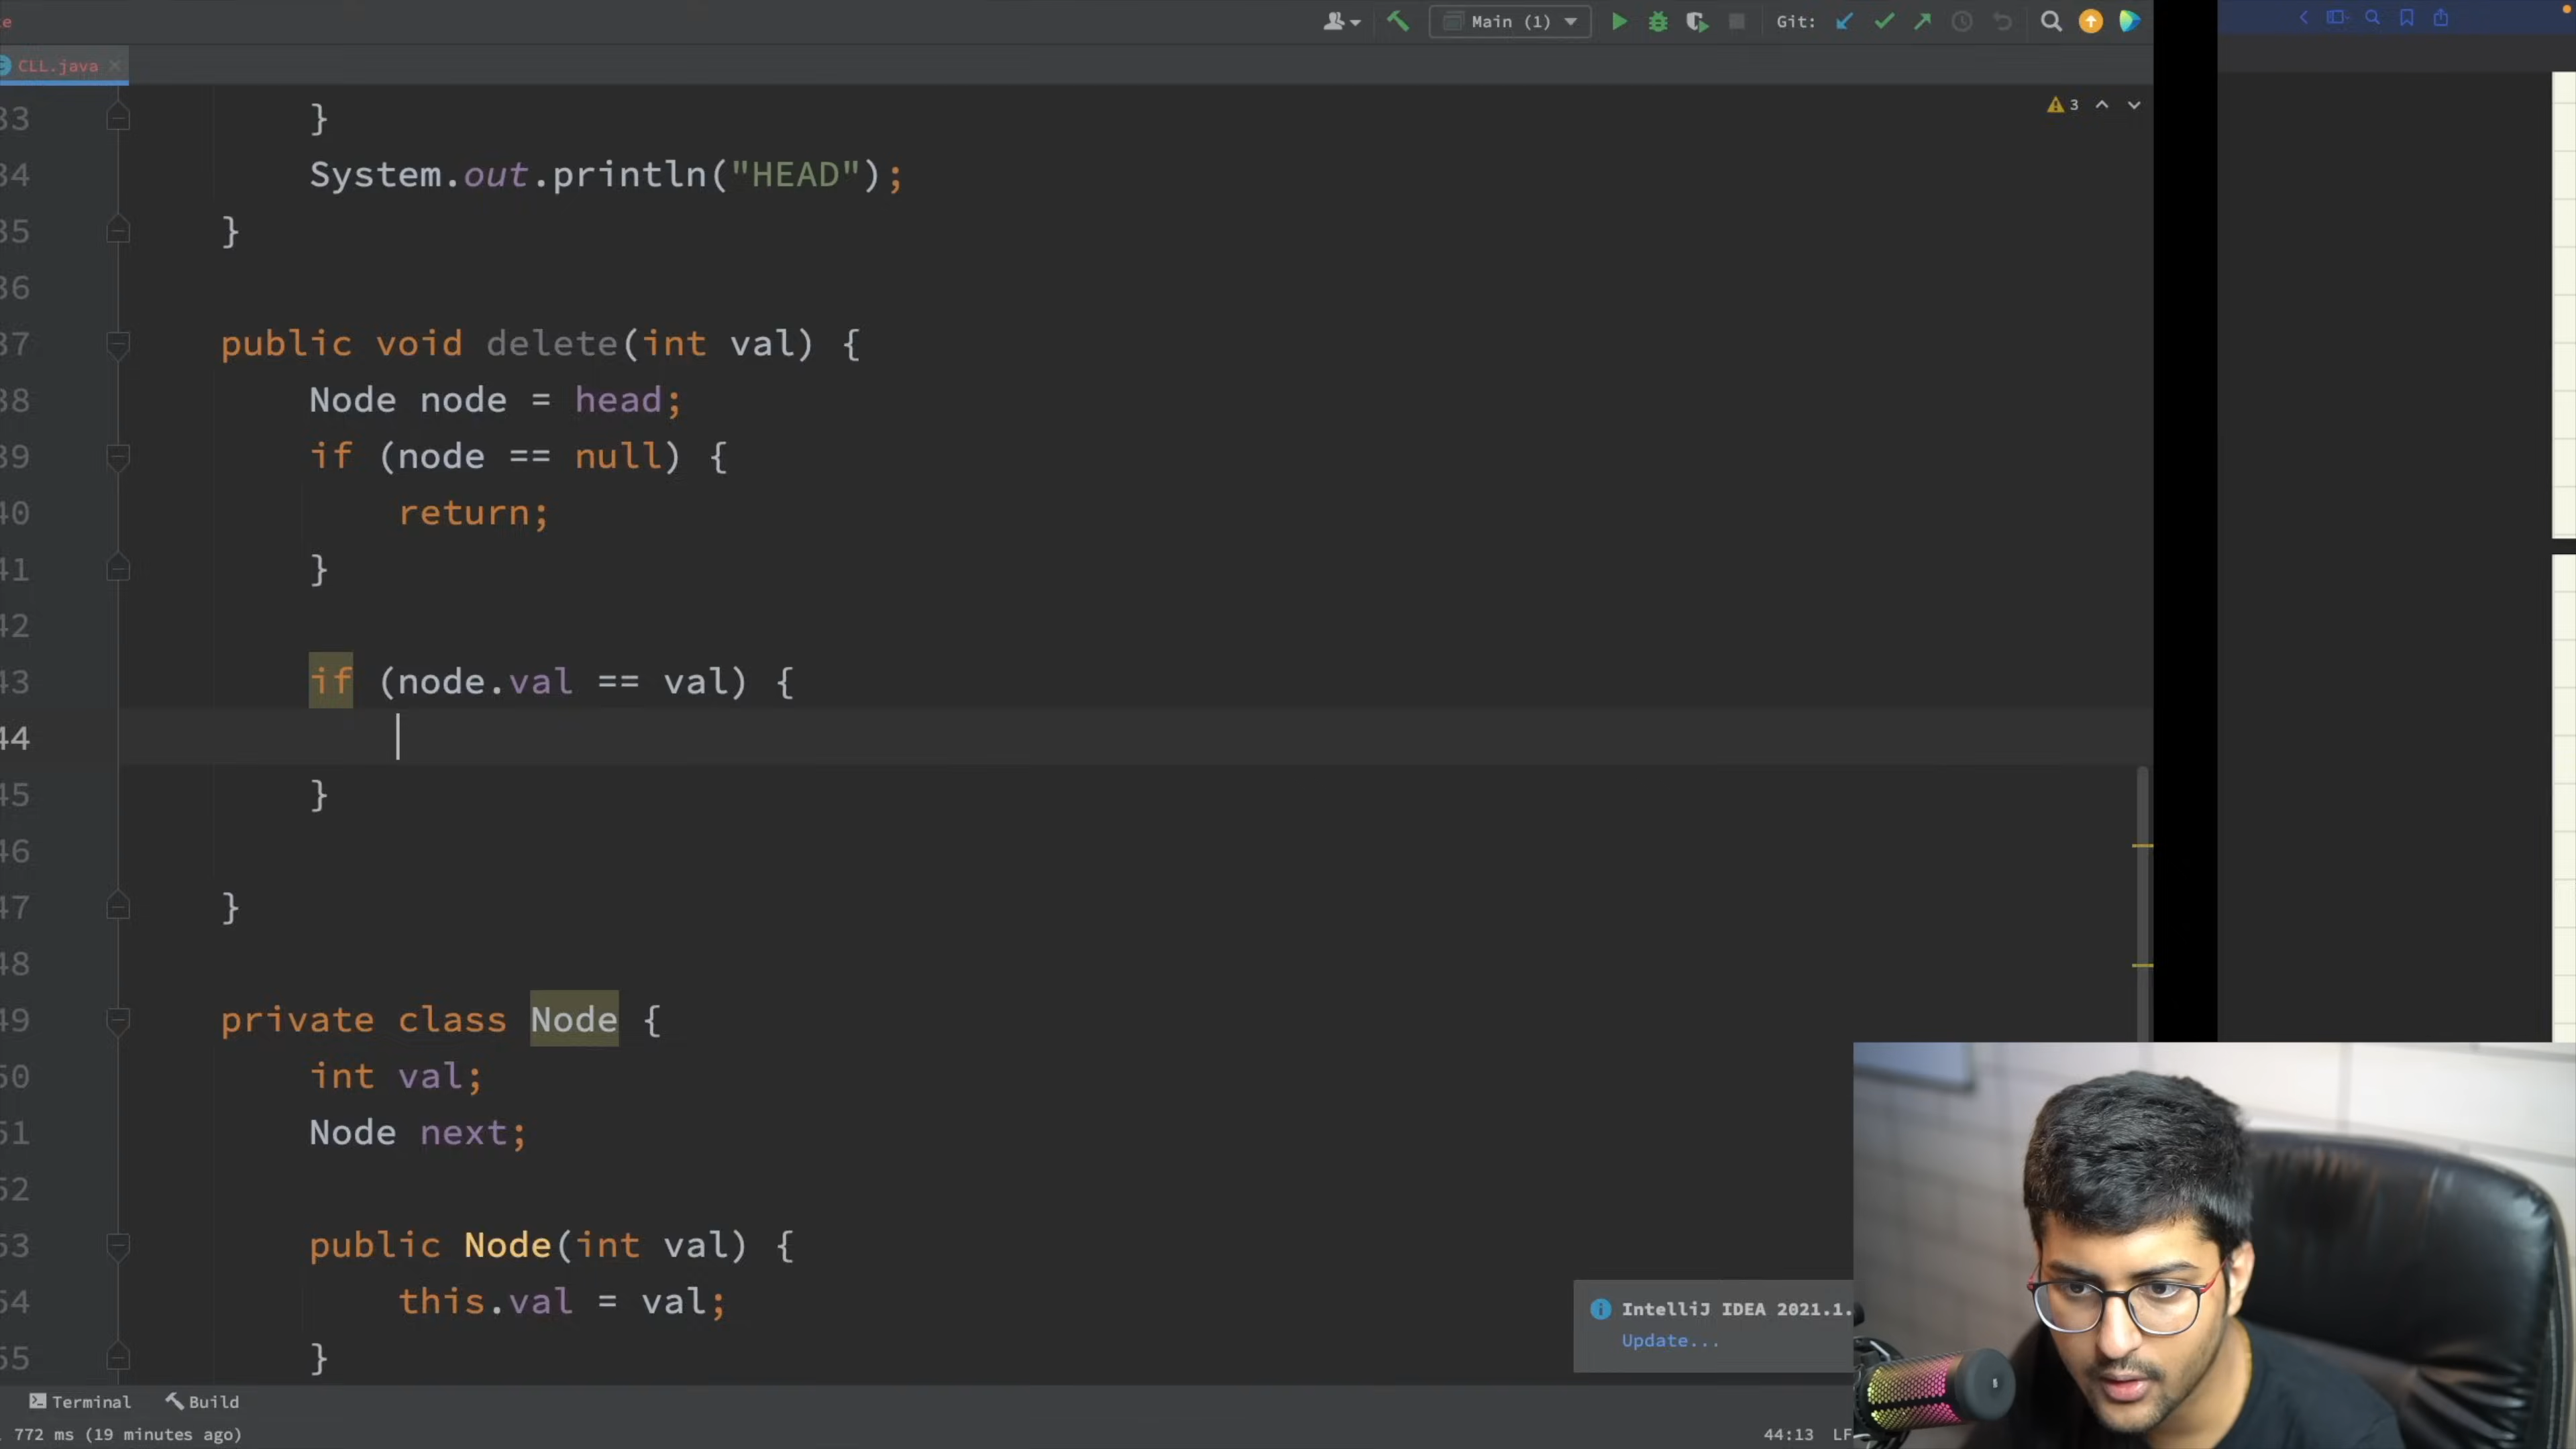 Main (1)
Git:
CLL.java
3
33 }
34 System.out.println("HEAD");
35 }
36
37 public void delete(int val) {
38 Node node = head;
39 if (node == null) {
40 return;
41 }
42
43 if (node.val == val) {
44
45 }
46
47 }
48
49 private class Node {
50 int val;
51 Node next;
52
53 public Node(int val) {
54 this.val = val;
55 }
IntelliJ IDEA 2021.1.
Update...
Terminal Build
772 ms (19 minutes ago)
44:13 LF